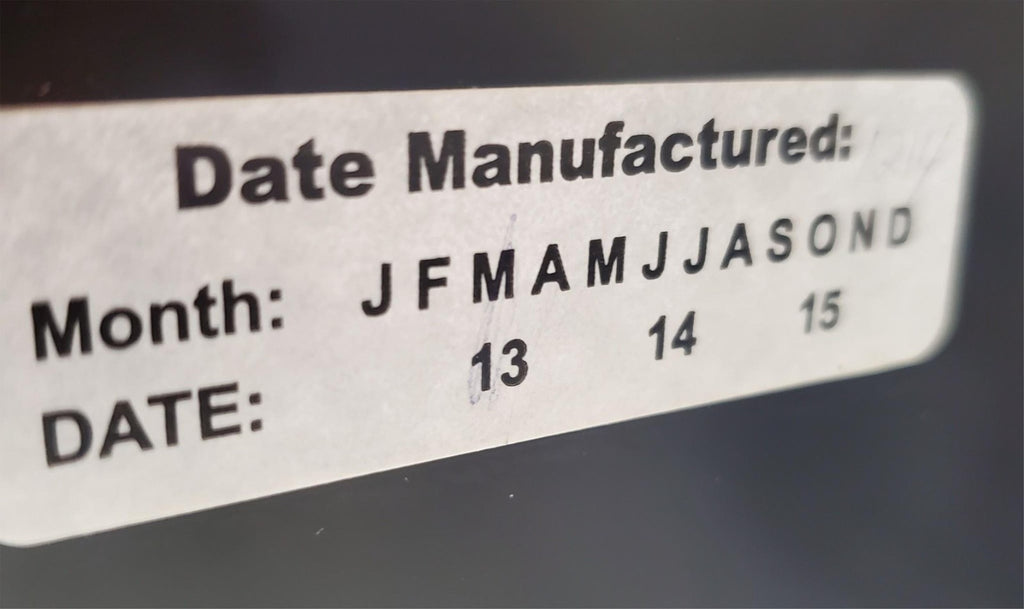 Date Manufactured:
Month: J F M A M J J A S O N D
DATE: 13 14 15